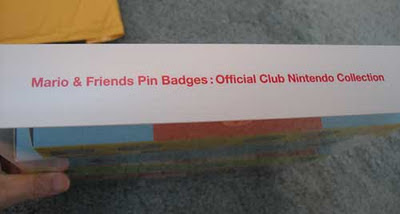 Mario & Friends Pin Badges: Official Club Nintendo Collection